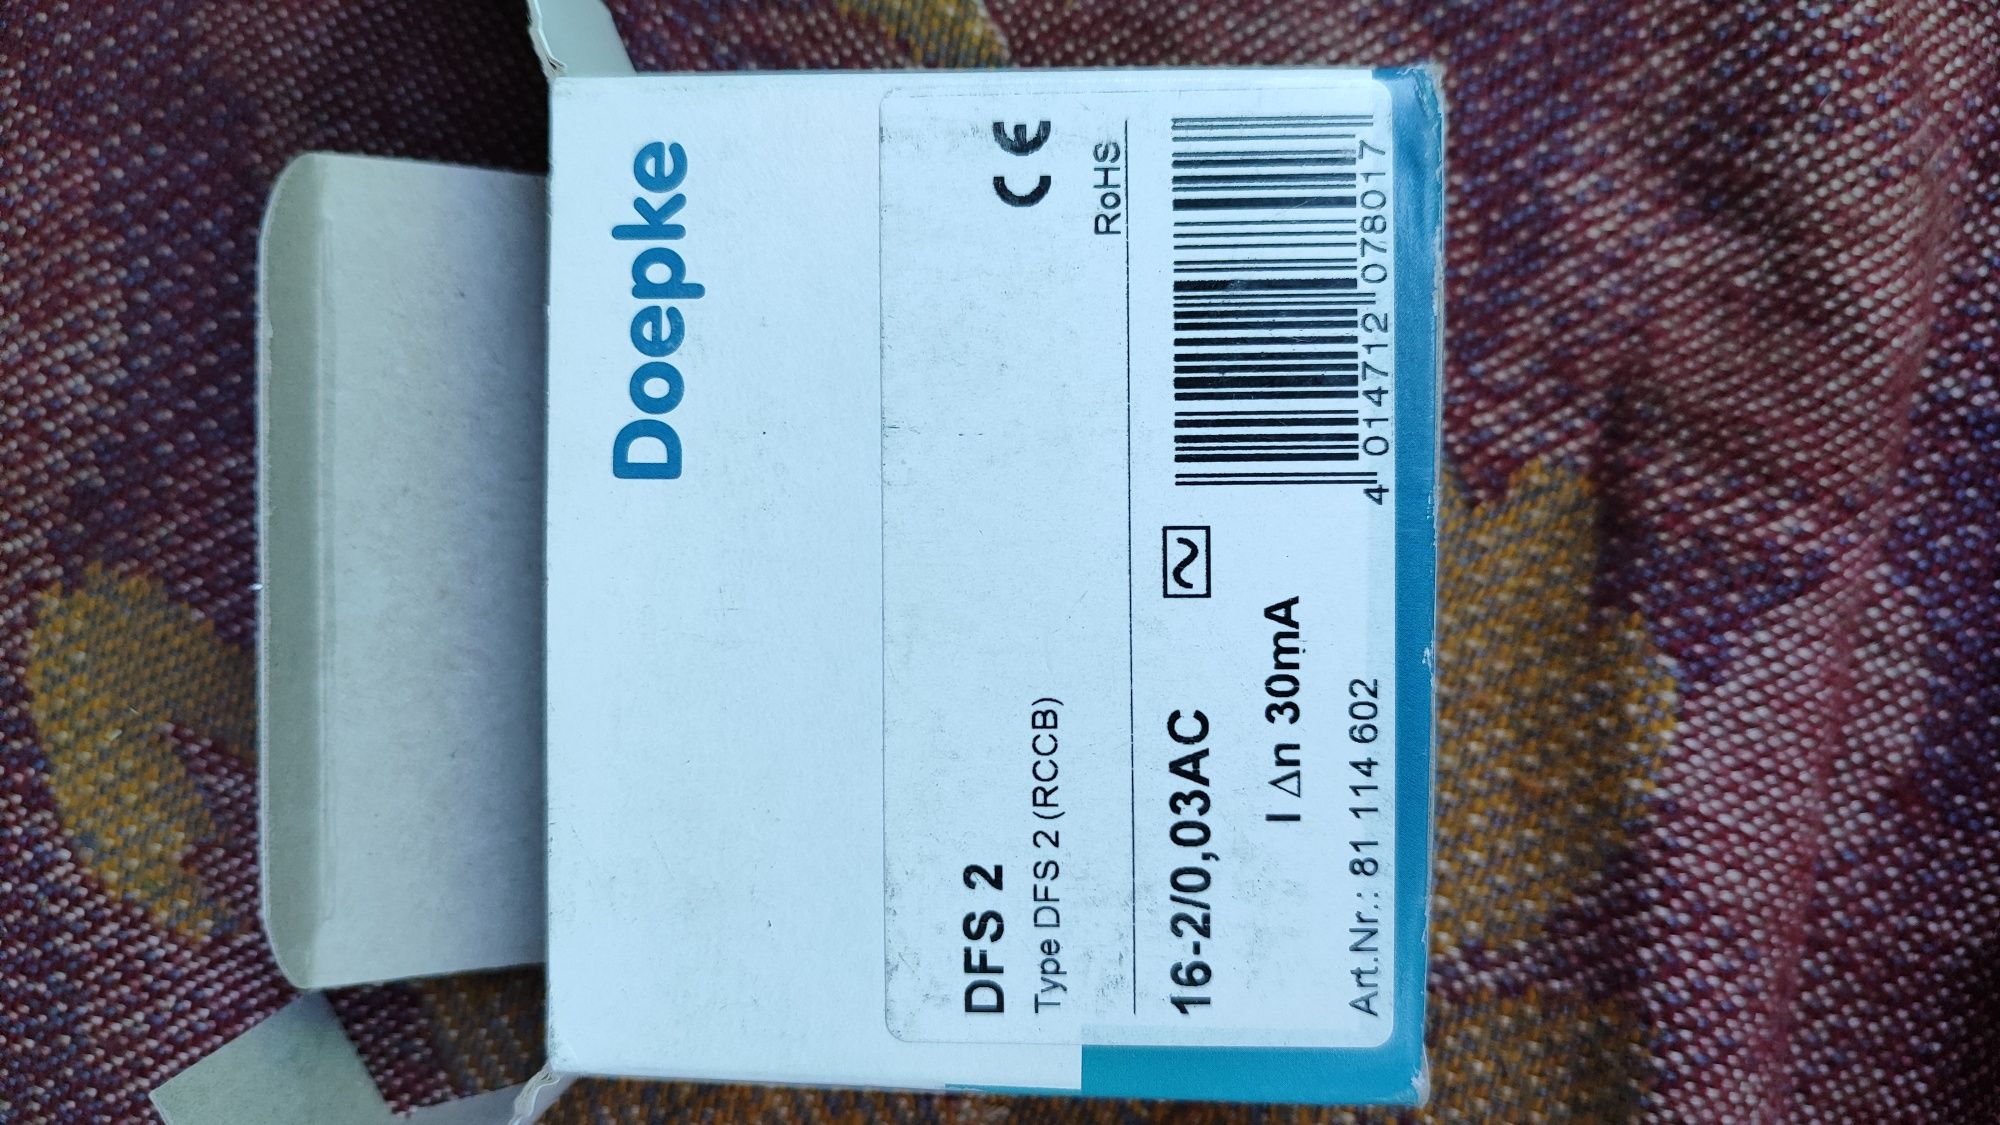 Doepke
DFS 2
Type DFS 2 (RCCB)
CE
RoHS
16-2/0,03AC
I Δn 30mA
Art.Nr.: 81 114 602
4 014712 078017